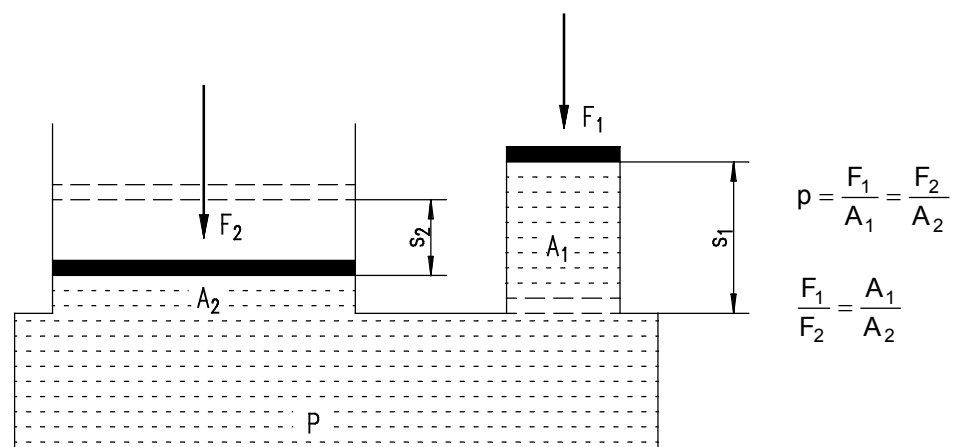 F₁
F₂
s₂
s₁
A₁
A₂
P
p = F₁/A₁ = F₂/A₂
F₁/F₂ = A₁/A₂